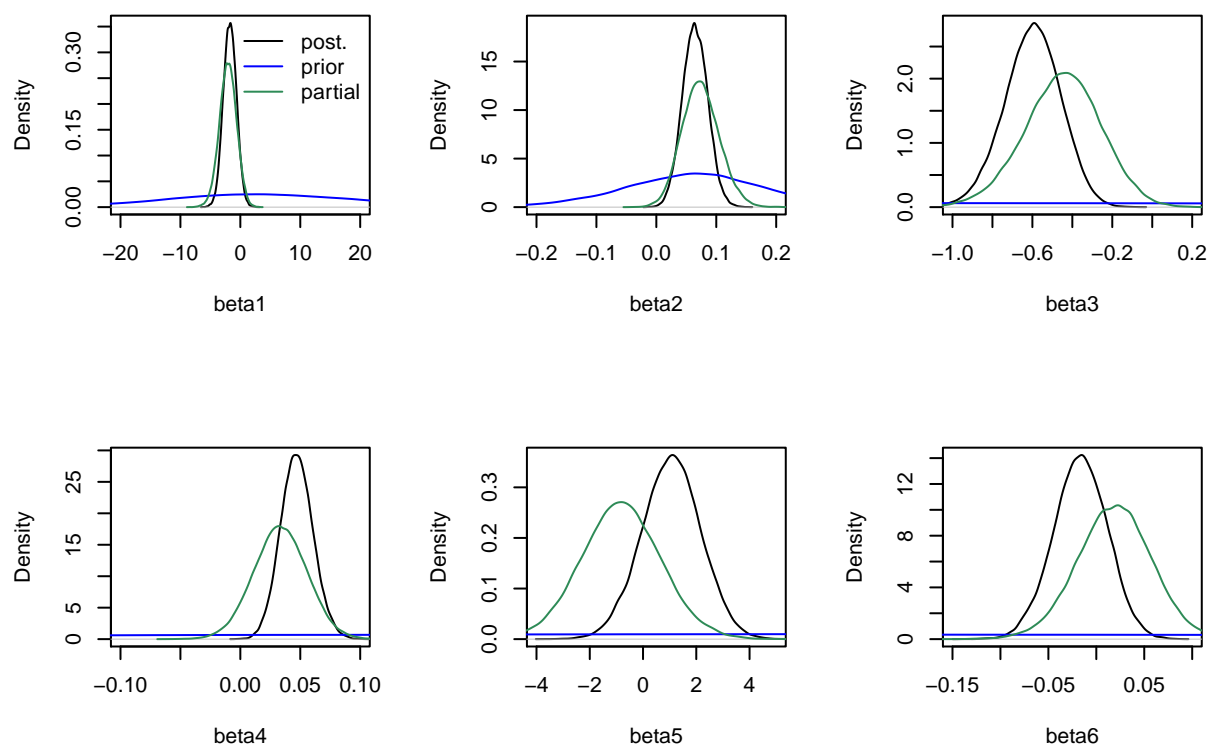 Density
0.00 0.15 0.30
post.
prior
partial
−20 −10 0 10 20
beta1
Density
0 5 10 15
−0.2 −0.1 0.0 0.1 0.2
beta2
Density
0.0 1.0 2.0
−1.0 −0.6 −0.2 0.2
beta3
Density
0 5 15 25
−0.10 0.00 0.05 0.10
beta4
Density
0.0 0.1 0.2 0.3
−4 −2 0 2 4
beta5
Density
0 4 8 12
−0.15 −0.05 0.05
beta6